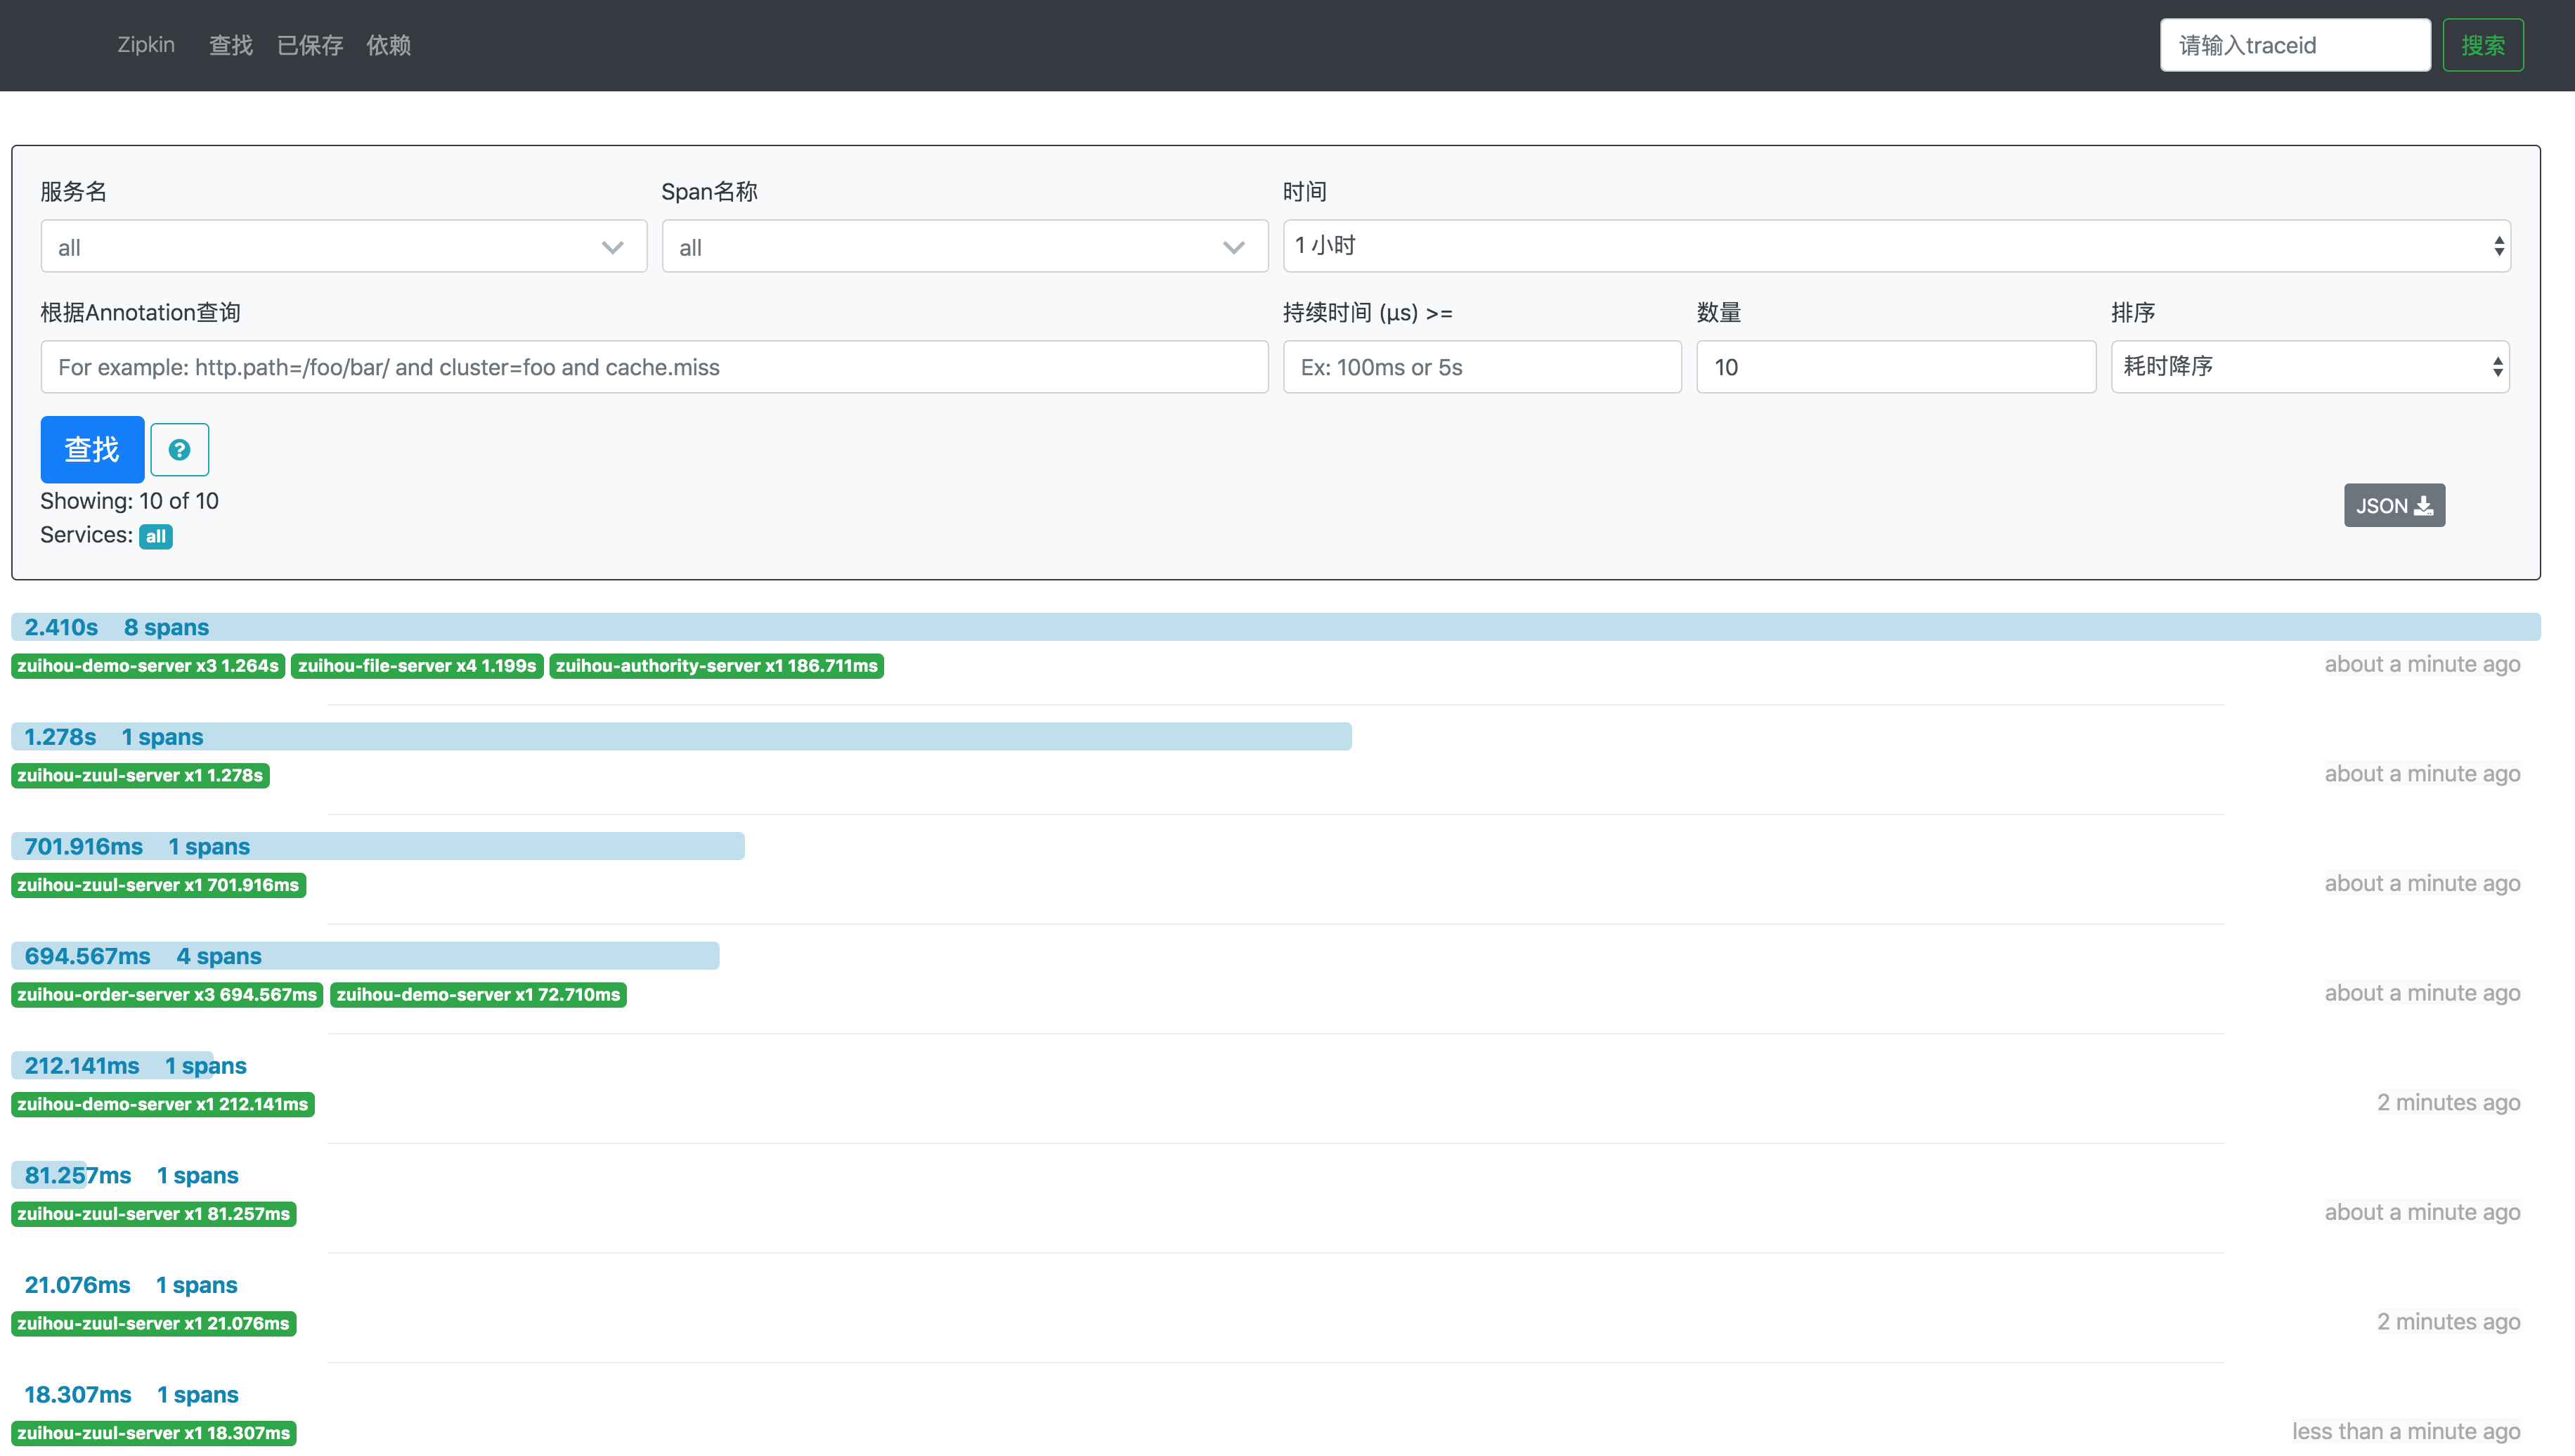 Zipkin 查找 已保存 依赖 请输入traceid 搜索
服务名 Span名称 时间
all all 1 小时
根据Annotation查询 持续时间 (μs) >= 数量 排序
For example: http.path=/foo/bar/ and cluster=foo and cache.miss Ex: 100ms or 5s 10 耗时降序
查找 ?
Showing: 10 of 10 JSON
Services: all
2.410s 8 spans
zuihou-demo-server x3 1.264s zuihou-file-server x4 1.199s zuihou-authority-server x1 186.711ms about a minute ago
1.278s 1 spans
zuihou-zuul-server x1 1.278s about a minute ago
701.916ms 1 spans
zuihou-zuul-server x1 701.916ms about a minute ago
694.567ms 4 spans
zuihou-order-server x3 694.567ms zuihou-demo-server x1 72.710ms about a minute ago
212.141ms 1 spans
zuihou-demo-server x1 212.141ms 2 minutes ago
81.257ms 1 spans
zuihou-zuul-server x1 81.257ms about a minute ago
21.076ms 1 spans
zuihou-zuul-server x1 21.076ms 2 minutes ago
18.307ms 1 spans
zuihou-zuul-server x1 18.307ms less than a minute ago